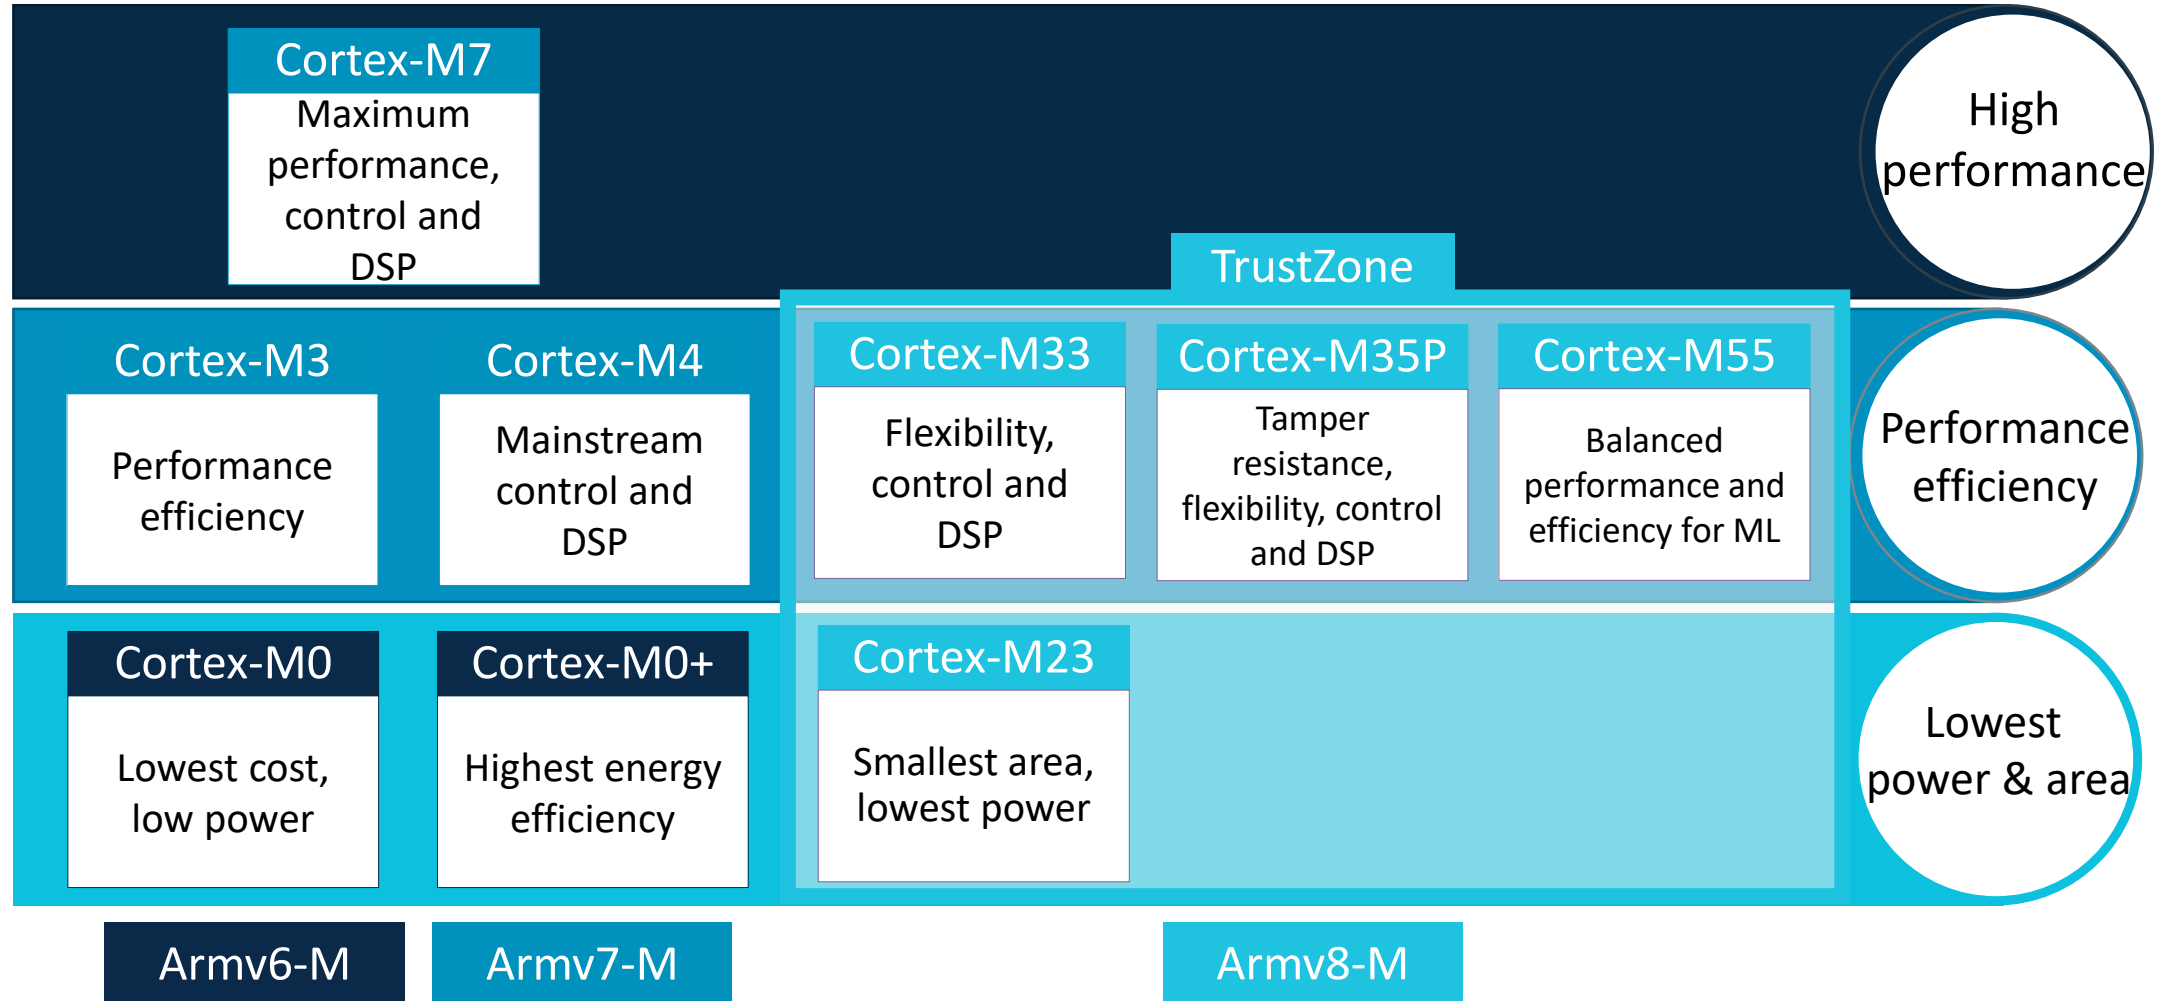 Cortex-M7
Maximum
performance,
control and
DSP
High
performance
TrustZone
Cortex-M3
Performance
efficiency
Cortex-M4
Mainstream
control and
DSP
Cortex-M33
Flexibility,
control and
DSP
Cortex-M35P
Tamper
resistance,
flexibility, control
and DSP
Cortex-M55
Balanced
performance and
efficiency for ML
Performance
efficiency
Cortex-M0
Lowest cost,
low power
Cortex-M0+
Highest energy
efficiency
Cortex-M23
Smallest area,
lowest power
Lowest
power & area
Armv6-M
Armv7-M
Armv8-M